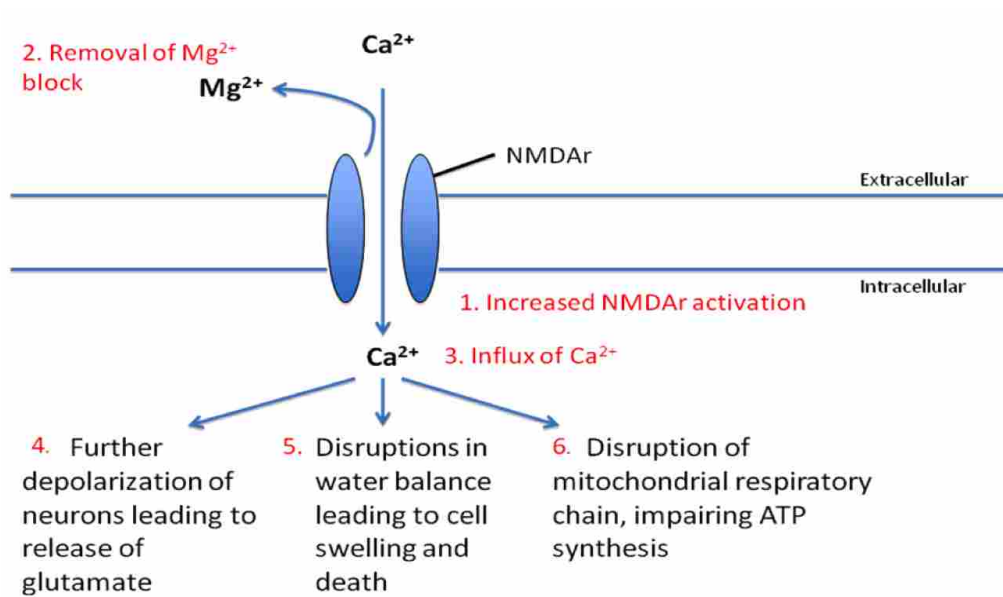 2. Removal of Mg²⁺
block
Mg²⁺
Ca²⁺
NMDAr
Extracellular
Intracellular
1. Increased NMDAr activation
Ca²⁺
3. Influx of Ca²⁺
4. Further
depolarization of
neurons leading to
release of
glutamate
5. Disruptions in
water balance
leading to cell
swelling and
death
6. Disruption of
mitochondrial respiratory
chain, impairing ATP
synthesis